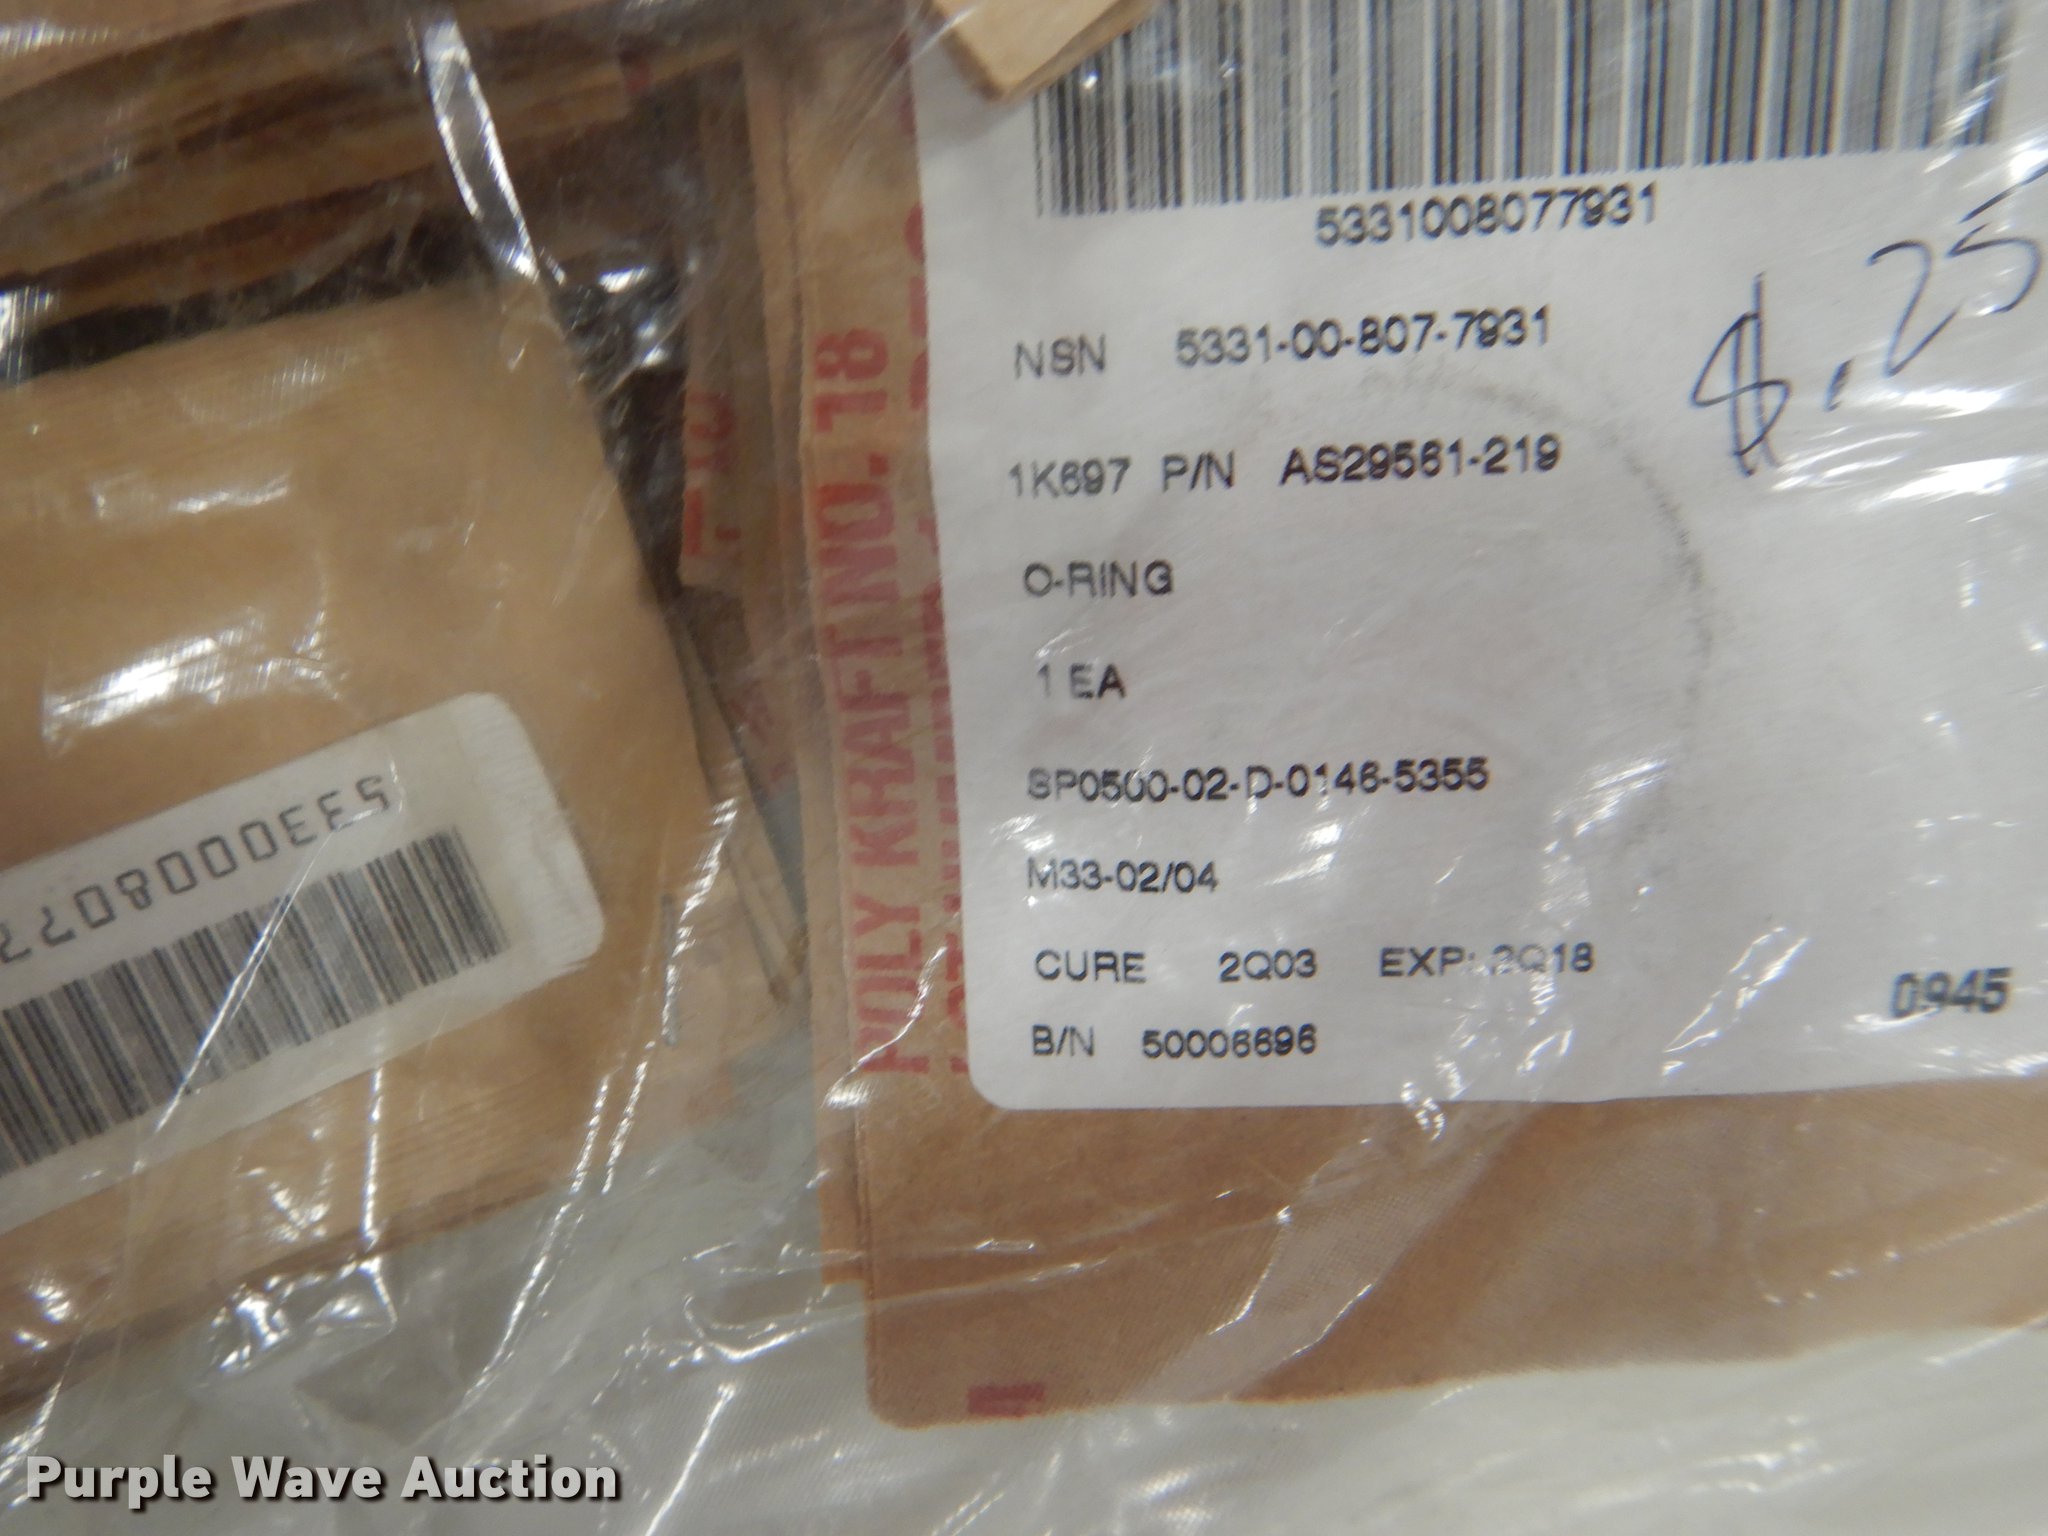 5331008077931
NSN 5331-00-807-7931
$.25
1K697 P/N AS29561-219
O-RING
1 EA
SP0500-02-D-0146-5355
M33-02/04
CURE 2Q03 EXP: 2Q18
0945
B/N 50006696
POLY KRAFT NO. 18
5330008077
Purple Wave Auction